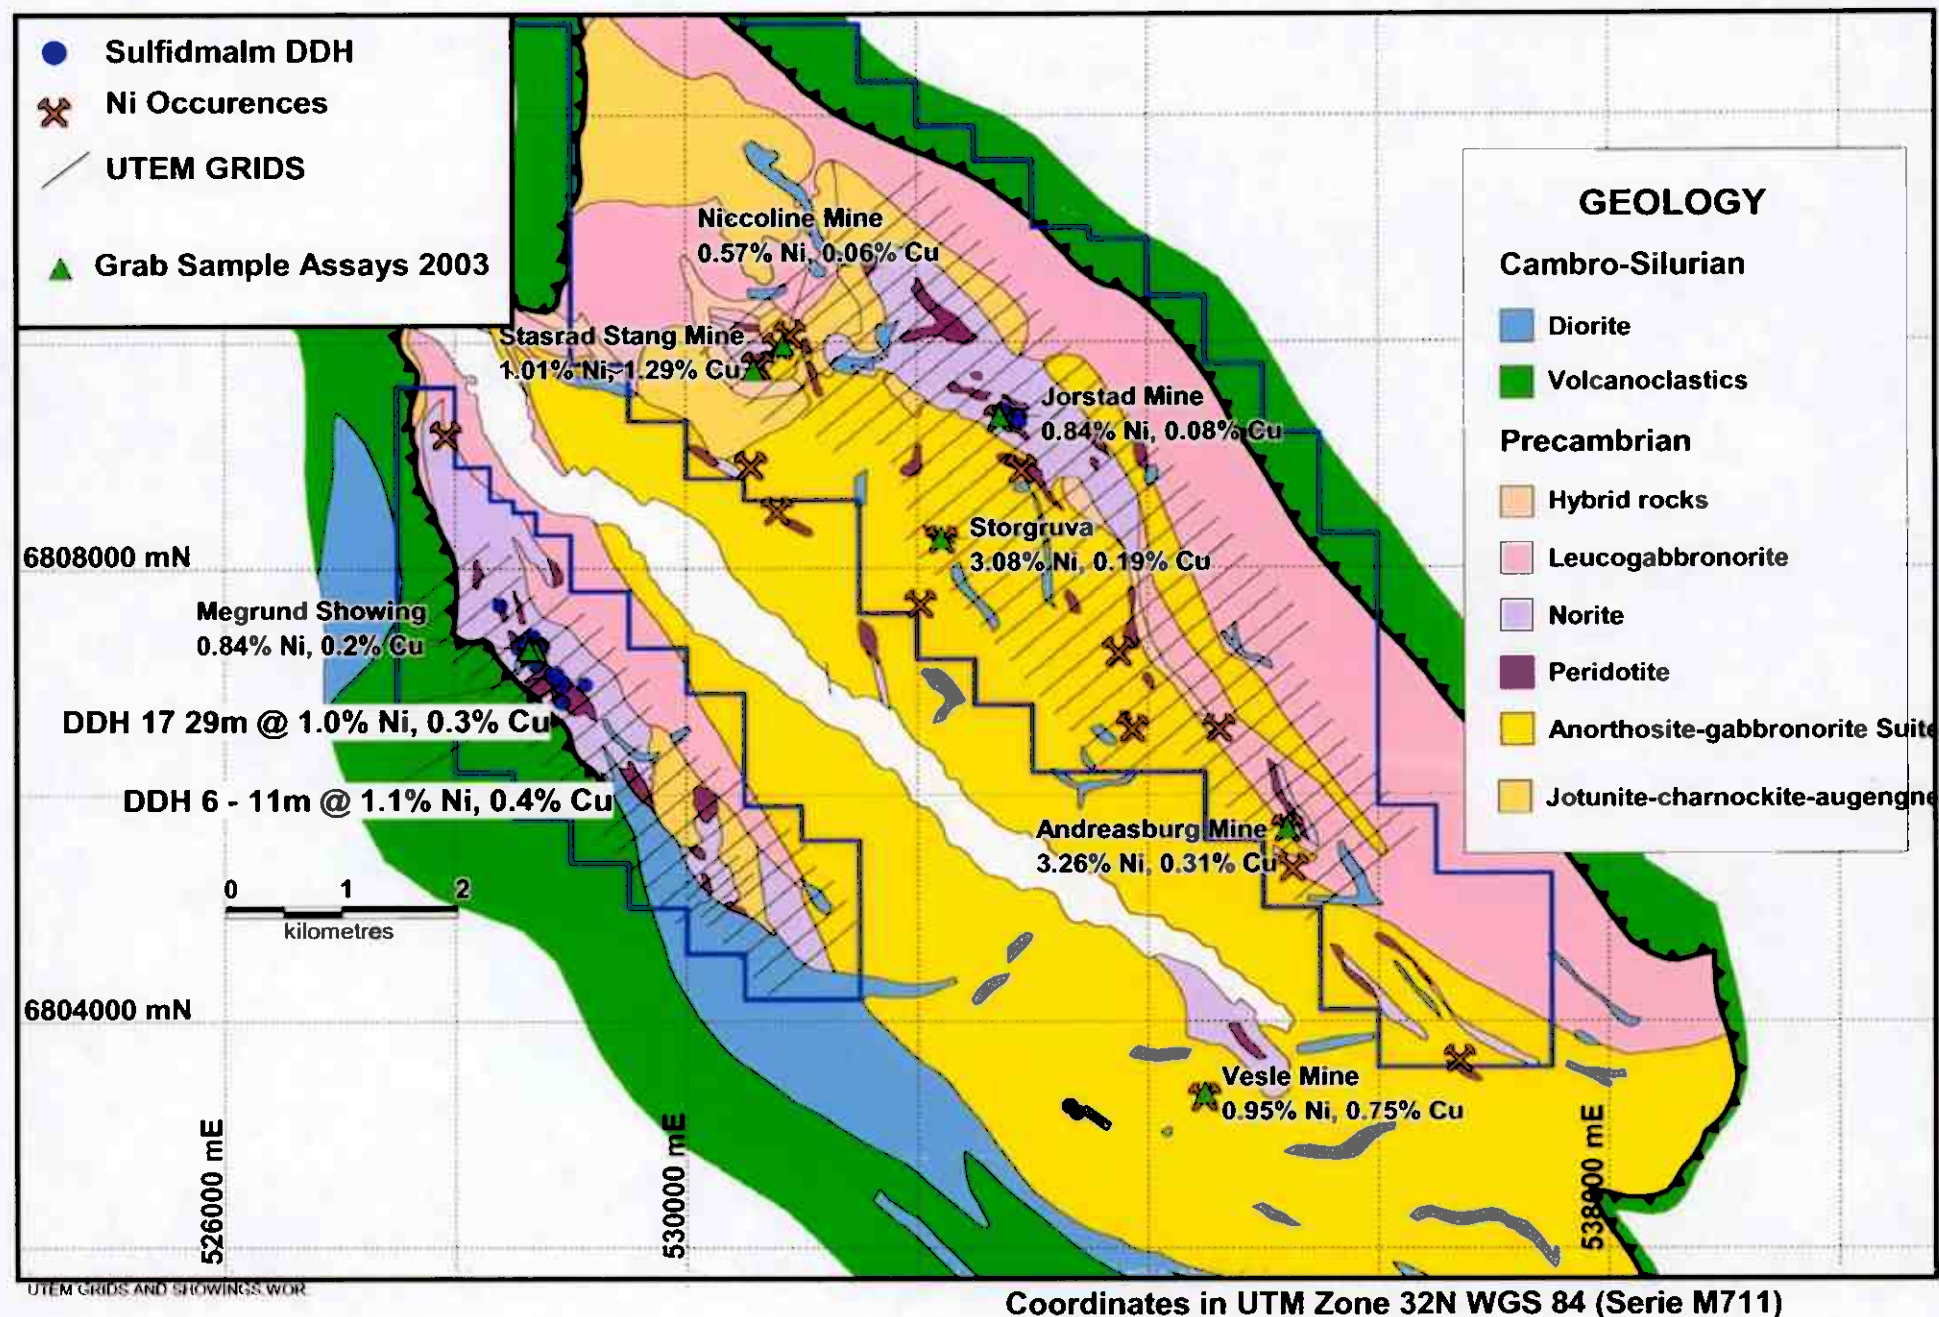 Sulfidmalm DDH
Ni Occurences
UTEM GRIDS
Grab Sample Assays 2003
GEOLOGY
Cambro-Silurian
Diorite
Volcanoclastics
Precambrian
Hybrid rocks
Leucogabbronorite
Norite
Peridotite
Anorthosite-gabbronorite Suite
Jotunite-charnockite-augengne
Niccoline Mine
0.57% Ni, 0.06% Cu
Stasrad Stang Mine
1.01% Ni, 1.29% Cu
Jorstad Mine
0.84% Ni, 0.08% Cu
Storgruva
3.08% Ni, 0.19% Cu
6808000 mN
Megrund Showing
0.84% Ni, 0.2% Cu
DDH 17 29m @ 1.0% Ni, 0.3% Cu
DDH 6 - 11m @ 1.1% Ni, 0.4% Cu
Andreasburg Mine
3.26% Ni, 0.31% Cu
0 1 2
kilometres
6804000 mN
Vesle Mine
0.95% Ni, 0.75% Cu
526000 mE
530000 mE
538000 mE
UTEM GRIDS AND SHOWINGS.WOR
Coordinates in UTM Zone 32N WGS 84 (Serie M711)